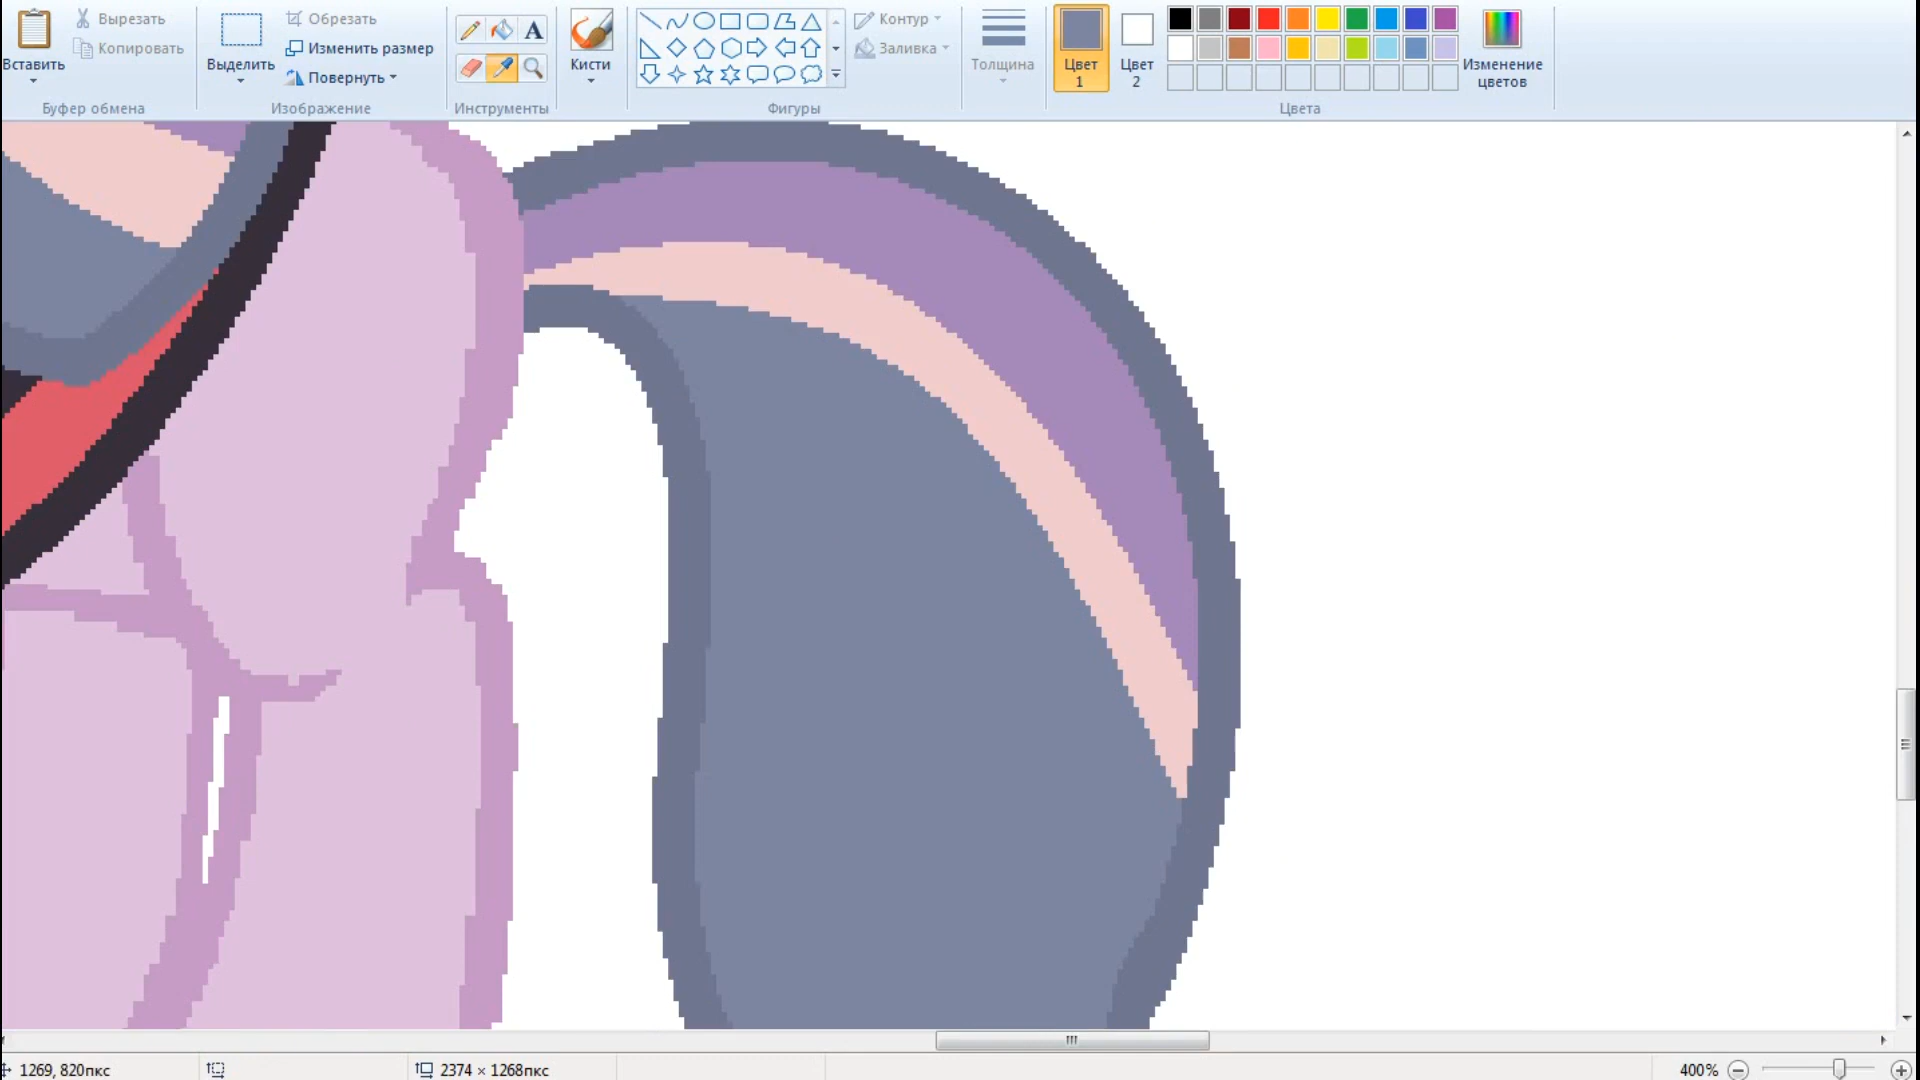 Вставить
Вырезать
Копировать
Буфер обмена
Выделить
Обрезать
Изменить размер
Повернуть
Изображение
A
Инструменты
Кисти
Фигуры
Контур
Заливка
Толщина
Цвет
1
Цвет
2
Изменение
цветов
Цвета
1269, 820пкс
2374 × 1268пкс
400%